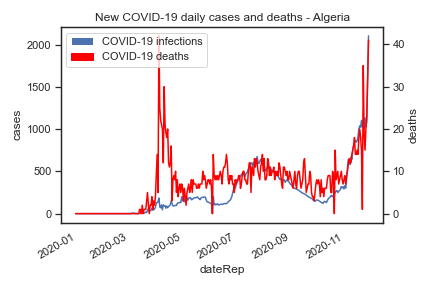 New COVID-19 daily cases and deaths - Algeria
COVID-19 infections
COVID-19 deaths
cases
2000
1500
1000
500
0
deaths
40
30
20
10
0
2020-01
2020-03
2020-05
2020-07
2020-09
2020-11
dateRep